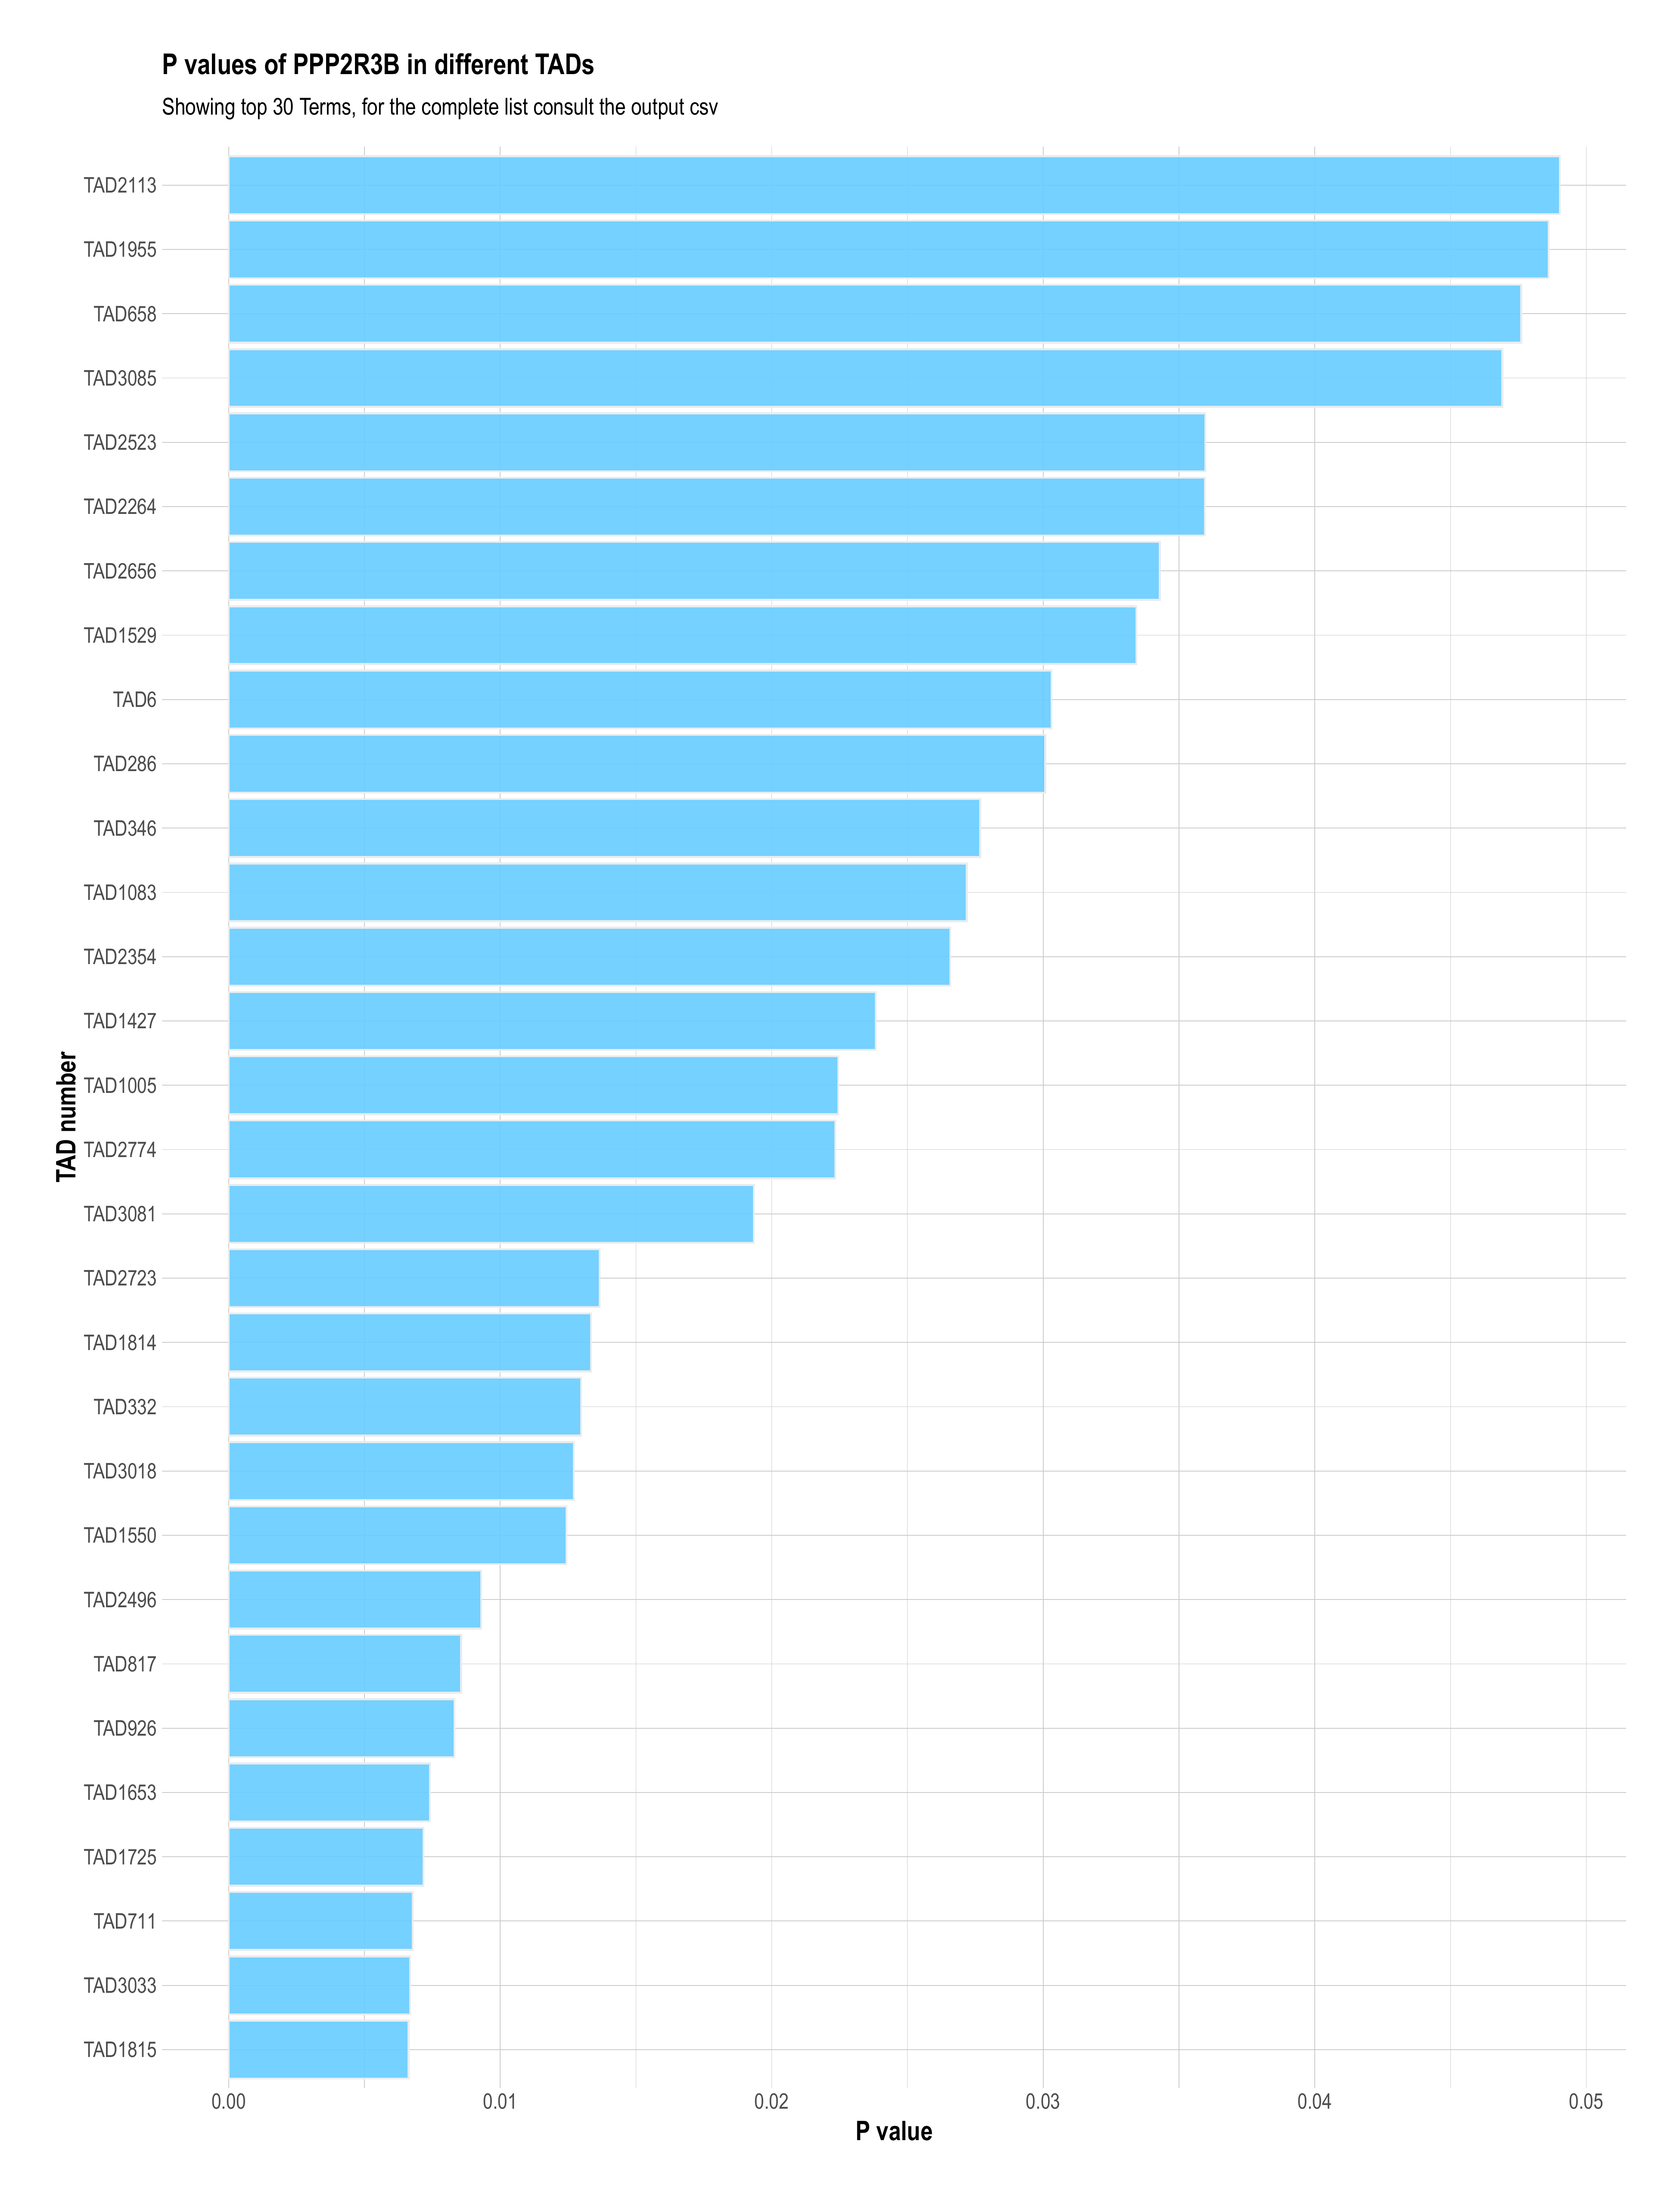 P values of PPP2R3B in different TADs
Showing top 30 Terms, for the complete list consult the output csv
TAD2113
TAD1955
TAD658
TAD3085
TAD2523
TAD2264
TAD2656
TAD1529
TAD6
TAD286
TAD346
TAD1083
TAD2354
TAD1427
TAD1005
TAD2774
TAD3081
TAD2723
TAD1814
TAD332
TAD3018
TAD1550
TAD2496
TAD817
TAD926
TAD1653
TAD1725
TAD711
TAD3033
TAD1815
TAD number
0.00 0.01 0.02 0.03 0.04 0.05
P value